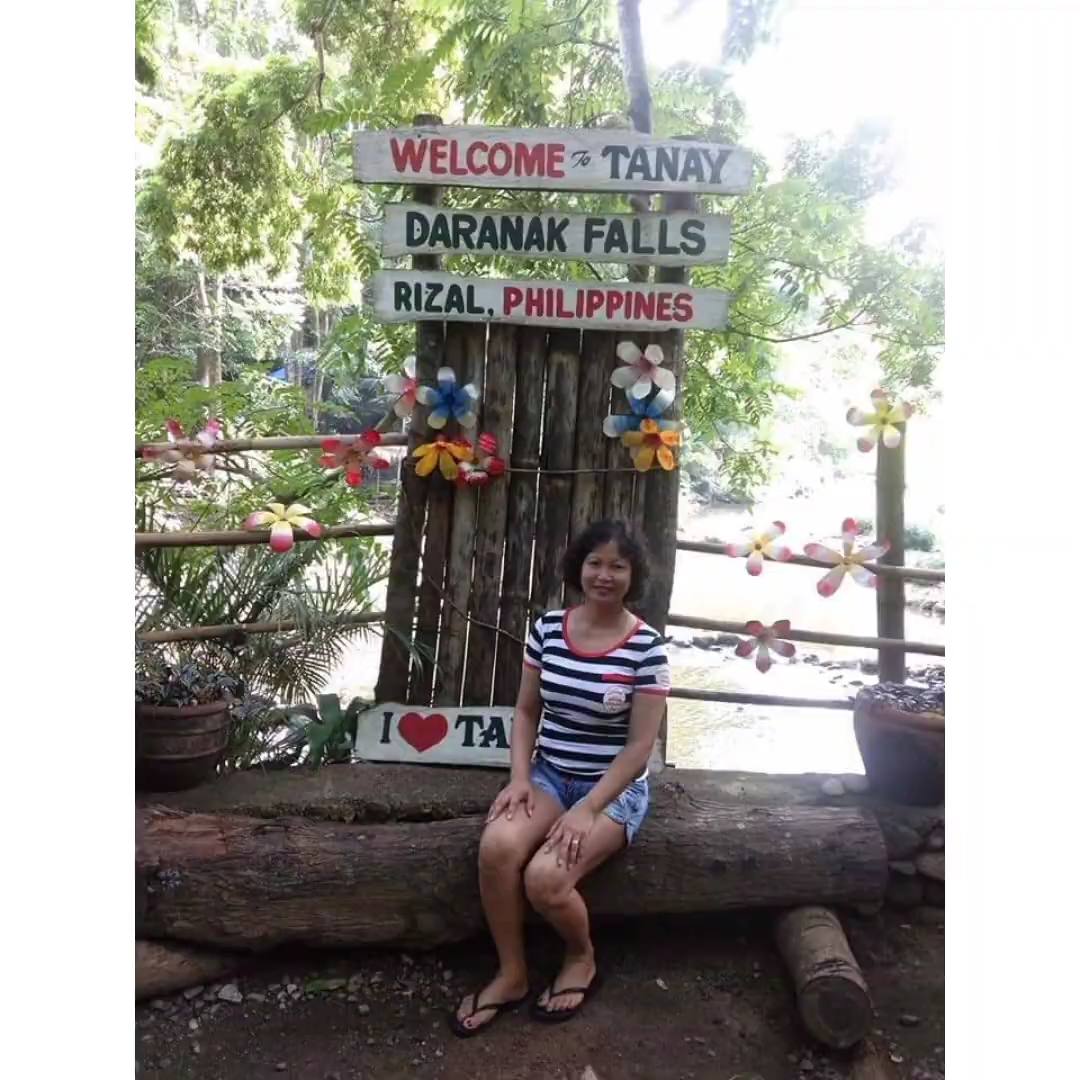 WELCOME To TANAY
DARANAK FALLS
RIZAL, PHILIPPINES
I ❤ TA